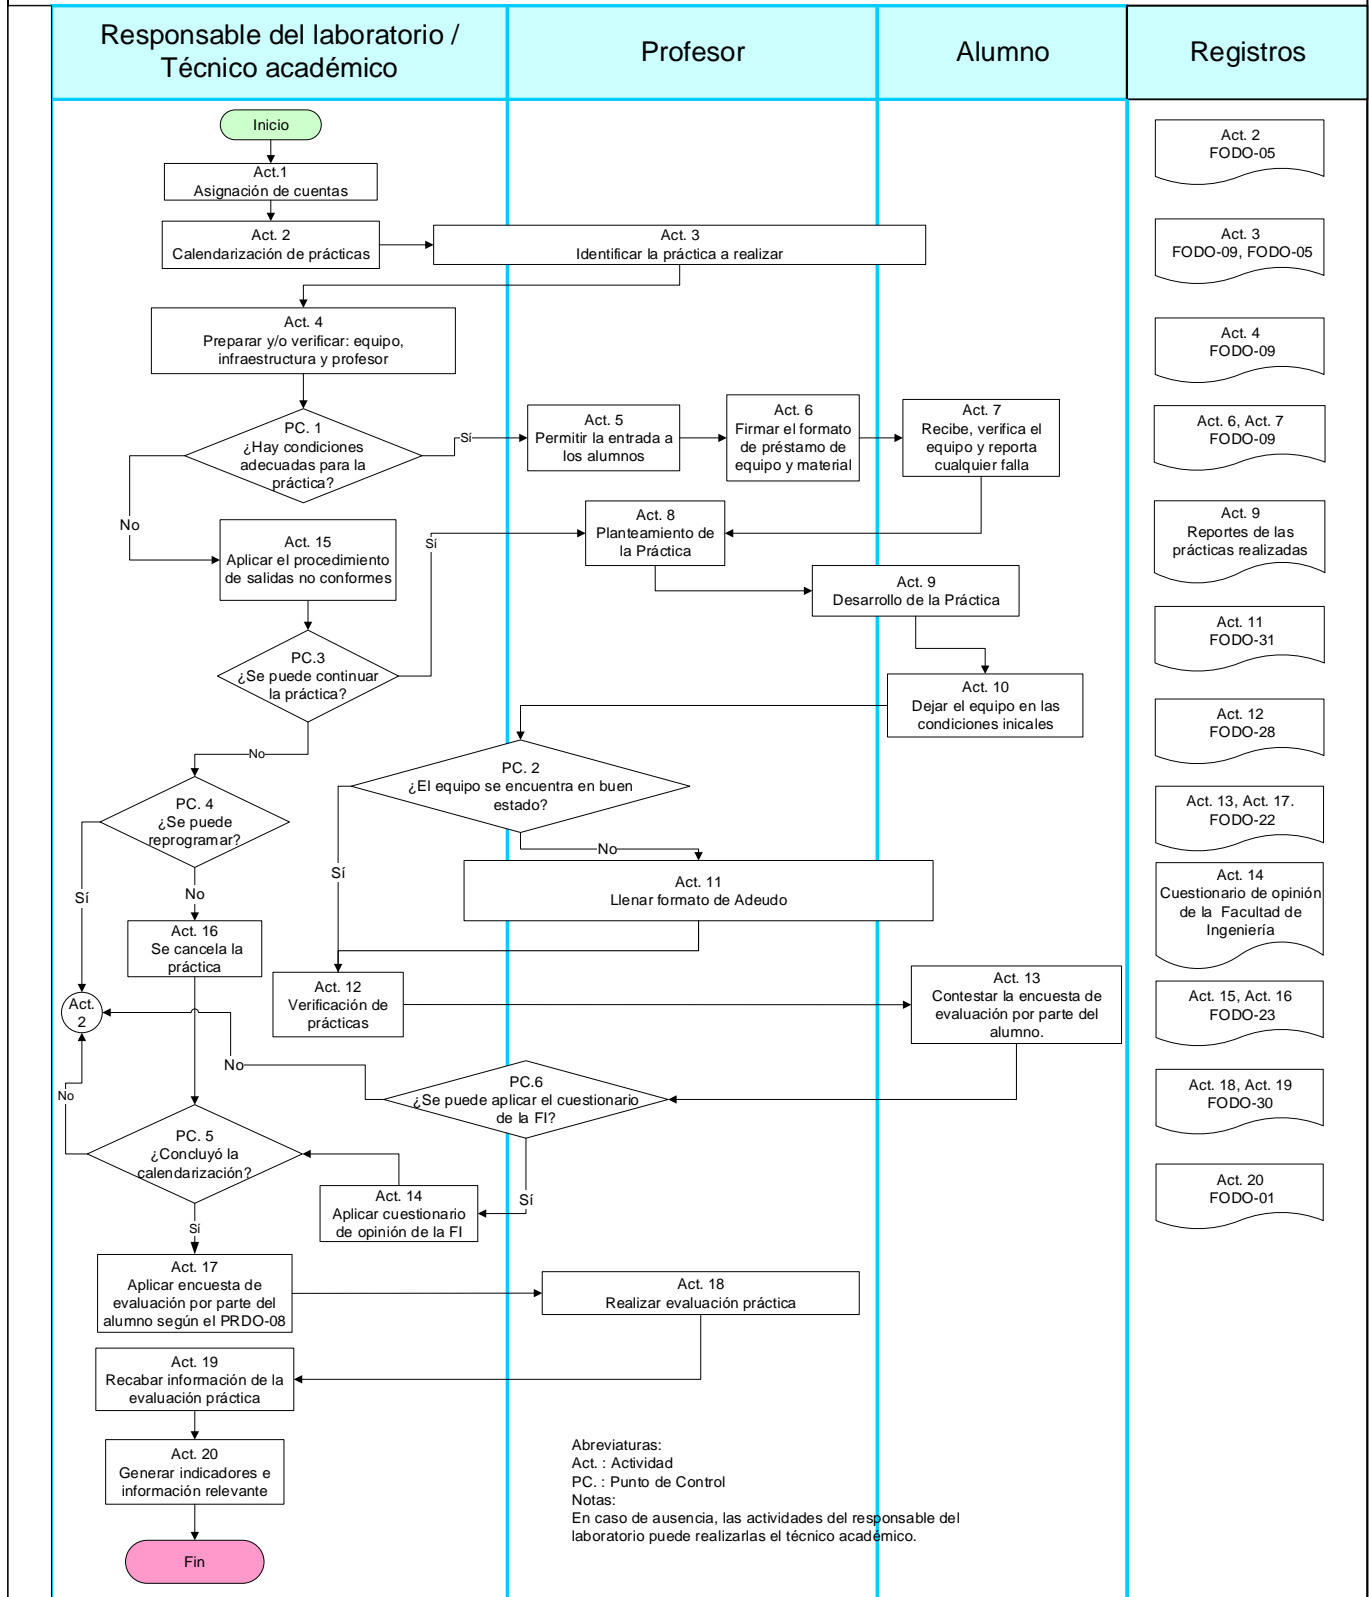 Responsable del laboratorio /
Técnico académico
Profesor
Alumno
Registros
Inicio
Act.1
Asignación de cuentas
Act. 2
Calendarización de prácticas
Act. 3
Identificar la práctica a realizar
Act. 4
Preparar y/o verificar: equipo,
infraestructura y profesor
PC. 1
¿Hay condiciones
adecuadas para la
práctica?
Sí
No
Act. 5
Permitir la entrada a
los alumnos
Act. 6
Firmar el formato
de préstamo de
equipo y material
Act. 7
Recibe, verifica el
equipo y reporta
cualquier falla
Act. 15
Aplicar el procedimiento
de salidas no conformes
Sí
Act. 8
Planteamiento de
la Práctica
Act. 9
Desarrollo de la Práctica
PC.3
¿Se puede continuar
la práctica?
No
Act. 10
Dejar el equipo en las
condiciones inicales
PC. 2
¿El equipo se encuentra en buen
estado?
Sí
No
PC. 4
¿Se puede
reprogramar?
Sí
No
Act. 11
Llenar formato de Adeudo
Act. 16
Se cancela la
práctica
Act. 12
Verificación de
prácticas
Act. 13
Contestar la encuesta de
evaluación por parte del
alumno.
Act.
2
No
No
PC.6
¿Se puede aplicar el cuestionario
de la FI?
Sí
PC. 5
¿Concluyó la
calendarización?
Sí
Act. 14
Aplicar cuestionario
de opinión de la FI
Act. 17
Aplicar encuesta de
evaluación por parte del
alumno según el PRDO-08
Act. 18
Realizar evaluación práctica
Act. 19
Recabar información de la
evaluación práctica
Act. 20
Generar indicadores e
información relevante
Fin
Abreviaturas:
Act. : Actividad
PC. : Punto de Control
Notas:
En caso de ausencia, las actividades del responsable del
laboratorio puede realizarlas el técnico académico.
Act. 2
FODO-05
Act. 3
FODO-09, FODO-05
Act. 4
FODO-09
Act. 6, Act. 7
FODO-09
Act. 9
Reportes de las
prácticas realizadas
Act. 11
FODO-31
Act. 12
FODO-28
Act. 13, Act. 17.
FODO-22
Act. 14
Cuestionario de opinión
de la Facultad de
Ingeniería
Act. 15, Act. 16
FODO-23
Act. 18, Act. 19
FODO-30
Act. 20
FODO-01